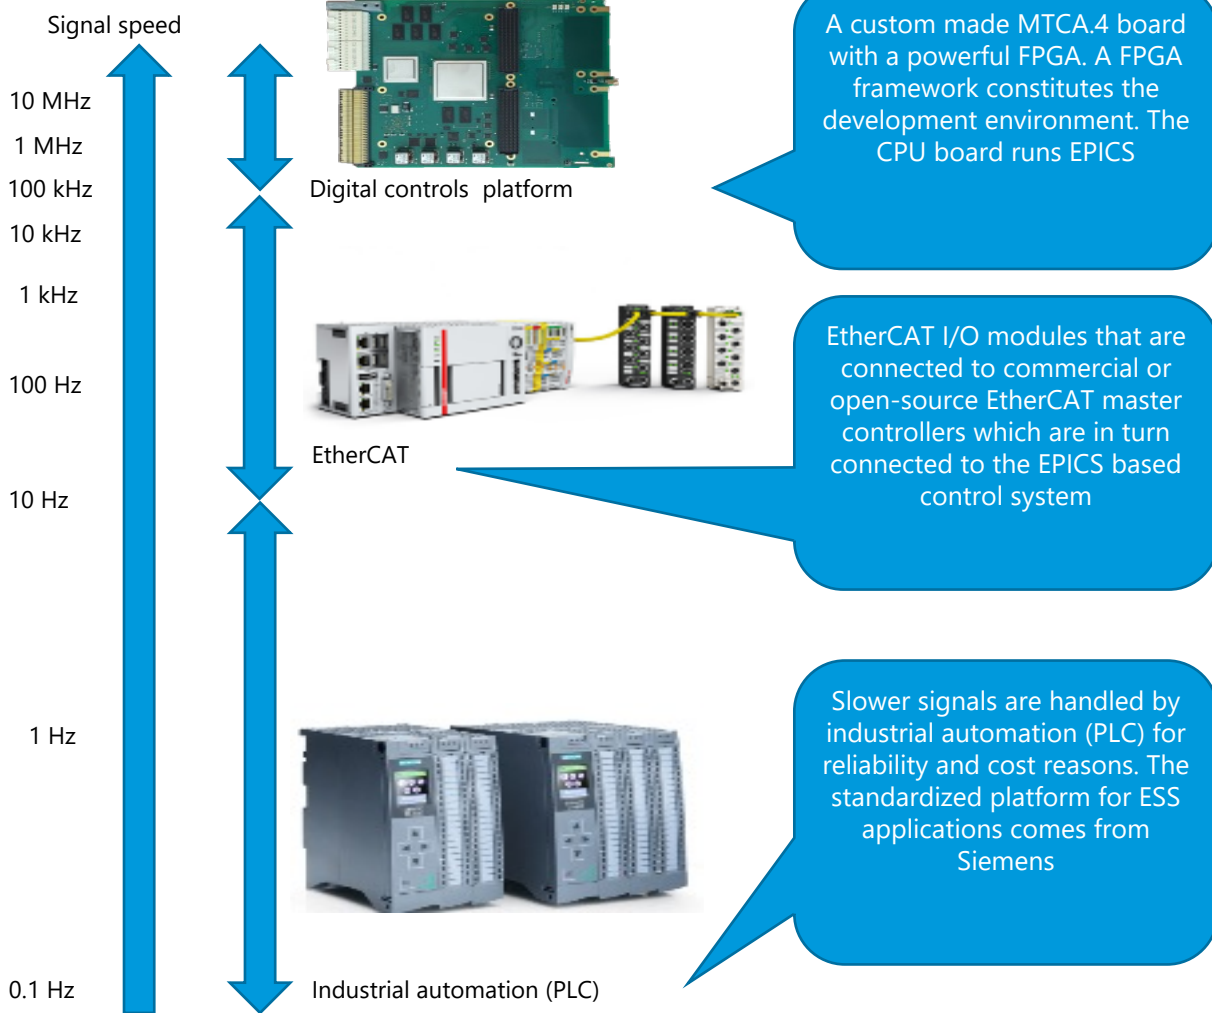 Signal speed
10 MHz
1 MHz
100 kHz
10 kHz
1 kHz
100 Hz
10 Hz
1 Hz
0.1 Hz
Digital controls platform
A custom made MTCA.4 board
with a powerful FPGA. A FPGA
framework constitutes the
development environment. The
CPU board runs EPICS
EtherCAT
EtherCAT I/O modules that are
connected to commercial or
open-source EtherCAT master
controllers which are in turn
connected to the EPICS based
control system
Industrial automation (PLC)
Slower signals are handled by
industrial automation (PLC) for
reliability and cost reasons. The
standardized platform for ESS
applications comes from
Siemens